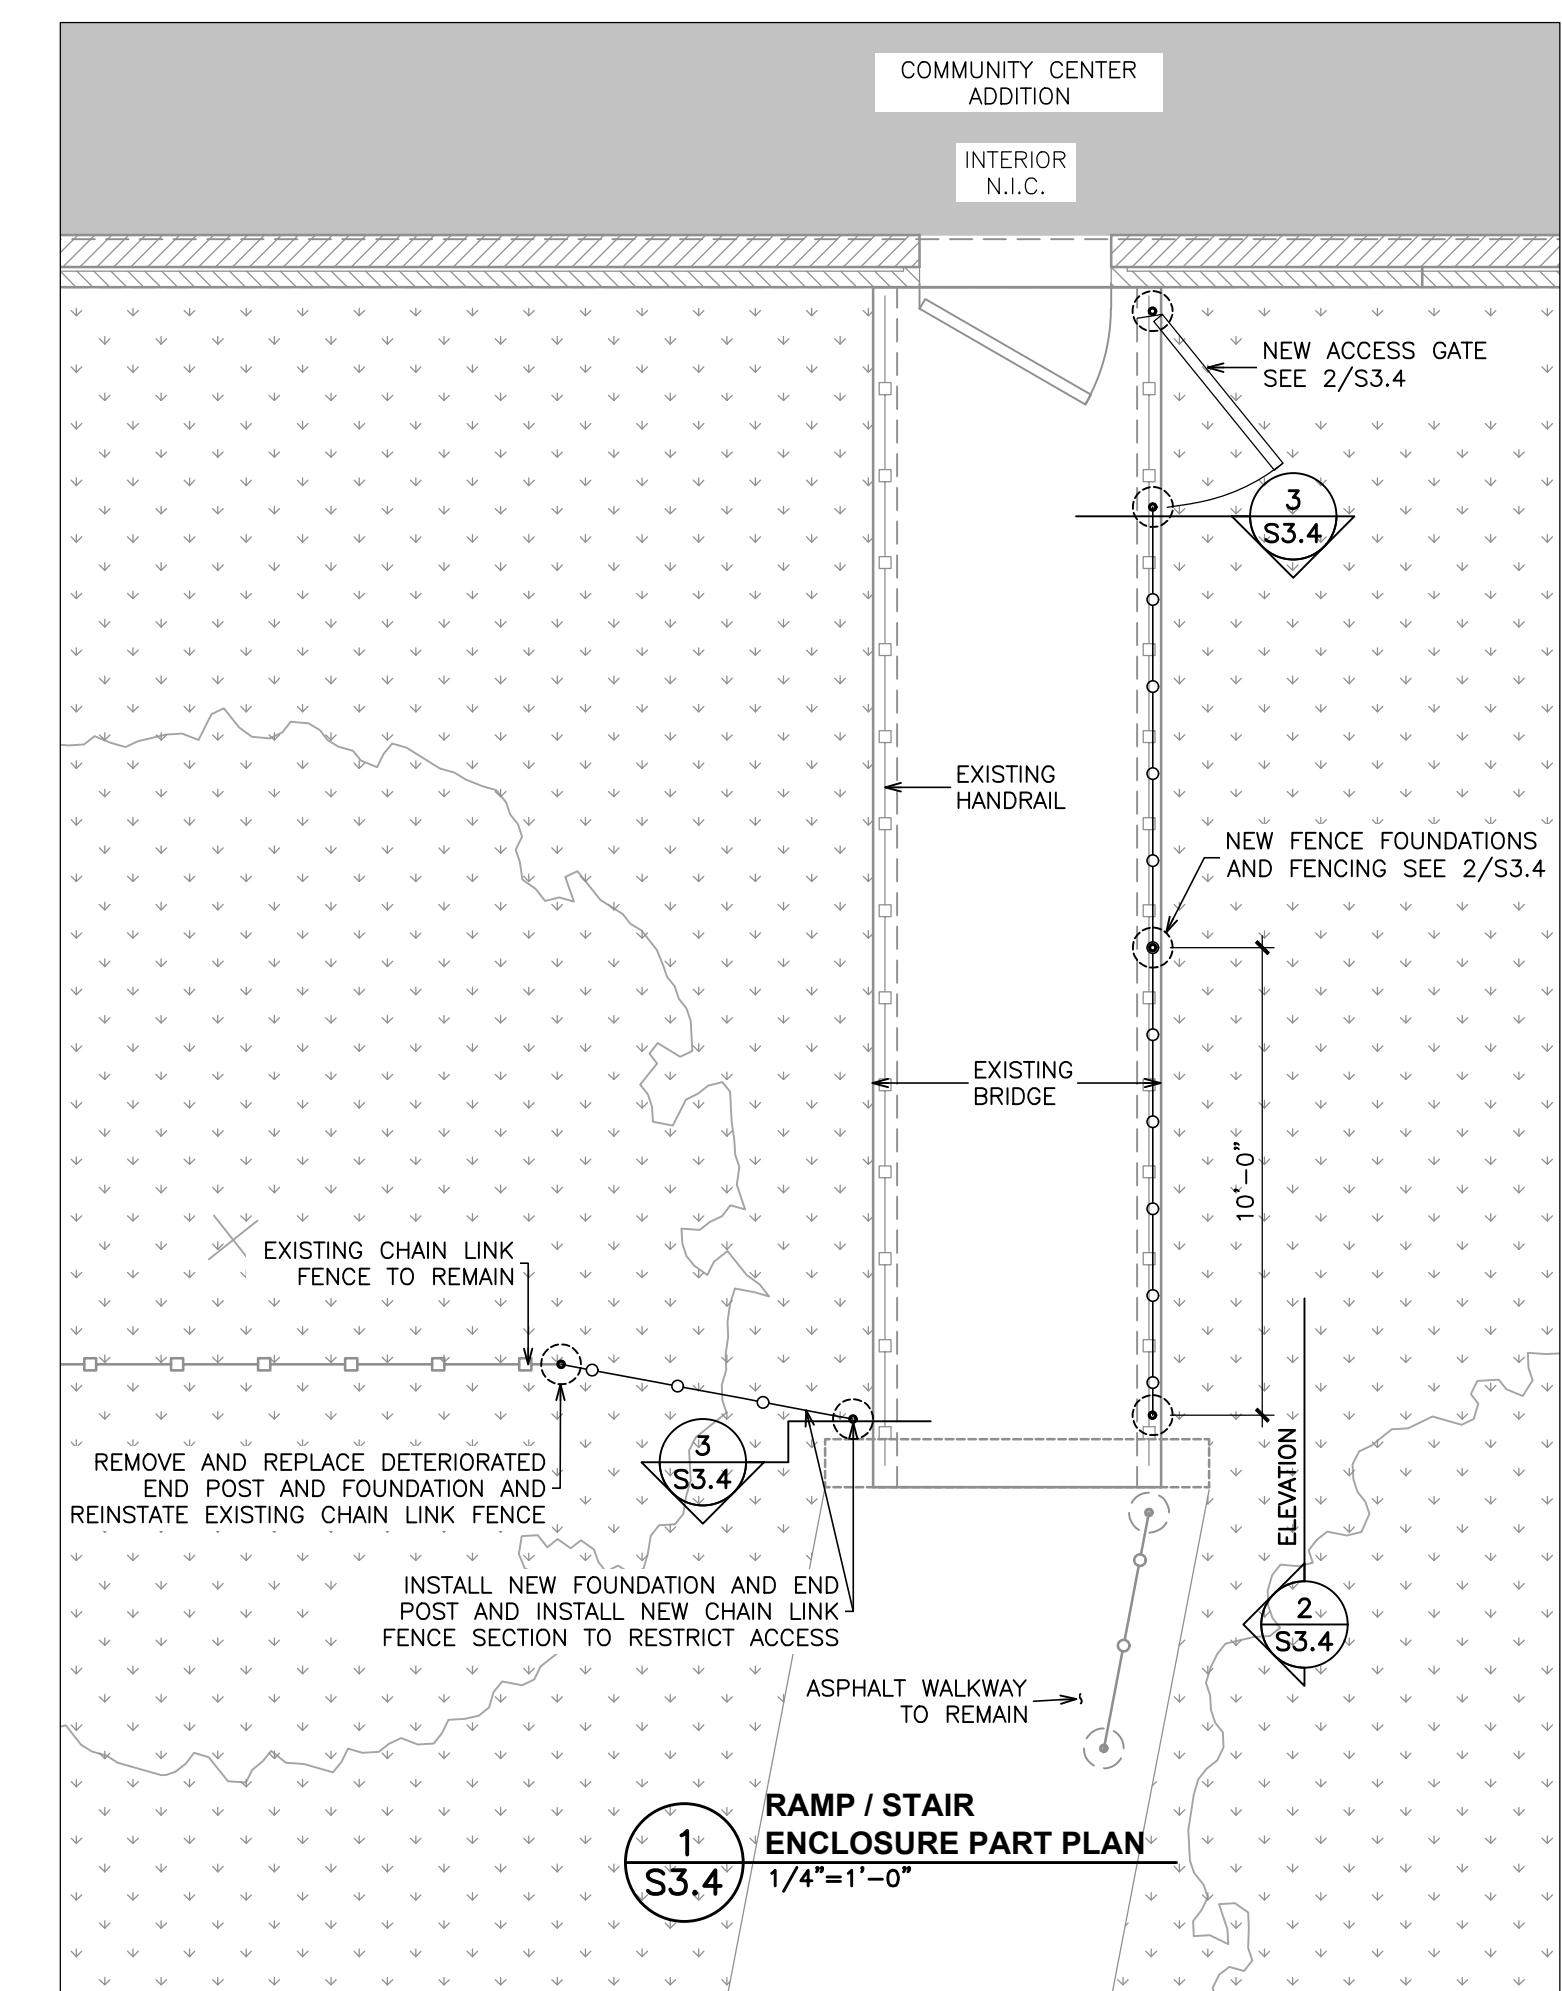 COMMUNITY CENTER
ADDITION
INTERIOR
N.I.C.
NEW ACCESS GATE
SEE 2/S3.4
3
S3.4
EXISTING
HANDRAIL
NEW FENCE FOUNDATIONS
AND FENCING SEE 2/S3.4
EXISTING
BRIDGE
10'-0"
EXISTING CHAIN LINK
FENCE TO REMAIN
REMOVE AND REPLACE DETERIORATED
END POST AND FOUNDATION AND
REINSTATE EXISTING CHAIN LINK FENCE
3
S3.4
ELEVATION
2
S3.4
INSTALL NEW FOUNDATION AND END
POST AND INSTALL NEW CHAIN LINK
FENCE SECTION TO RESTRICT ACCESS
ASPHALT WALKWAY
TO REMAIN
1
S3.4
RAMP / STAIR
ENCLOSURE PART PLAN
1/4"=1'-0"